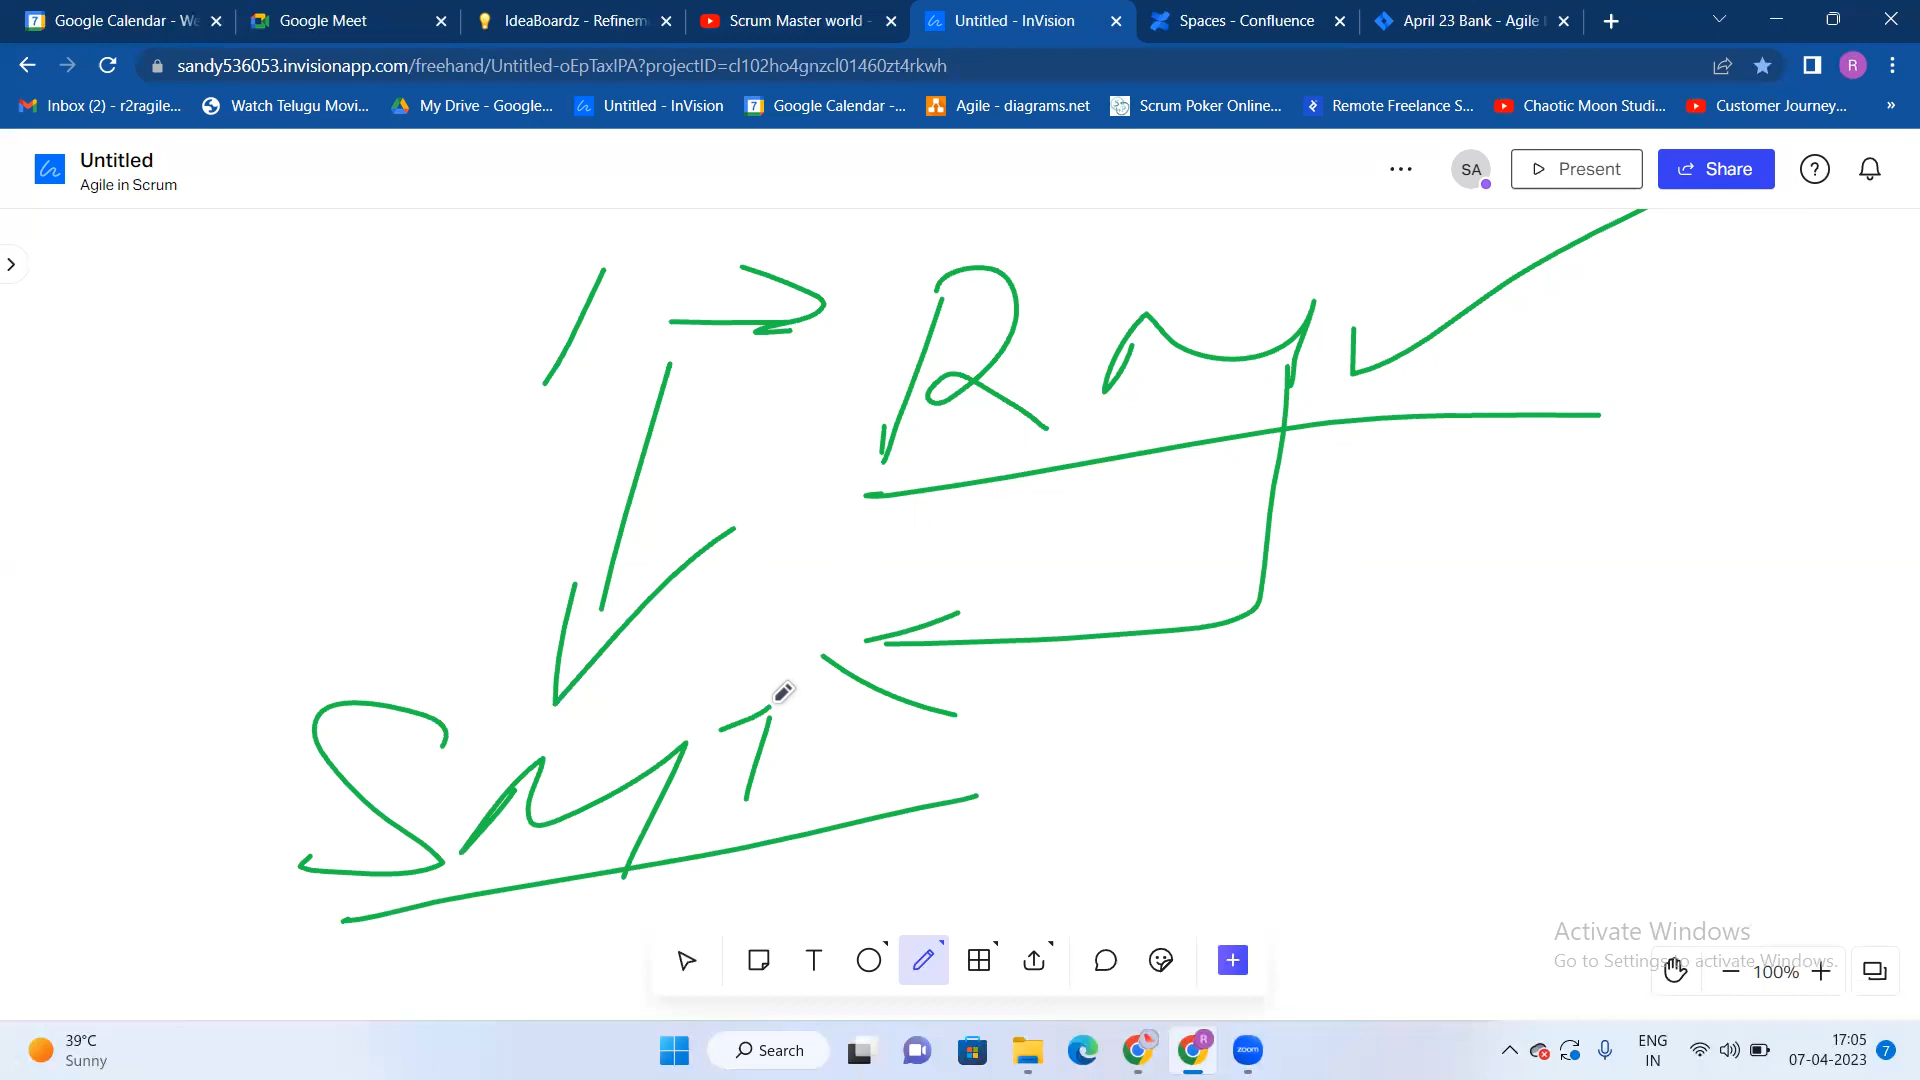 Google Calendar - We
Google Meet
IdeaBoardz - Refinem
Scrum Master world -
Untitled - InVision
Spaces - Confluence
April 23 Bank - Agile
sandy536053.invisionapp.com/freehand/Untitled-oEpTaxIPA?projectID=cl102ho4gnzcl01460zt4rkwh
R
Inbox (2) - r2ragile...
Watch Telugu Movi...
My Drive - Google...
Untitled - InVision
7 Google Calendar -...
Agile - diagrams.net
Scrum Poker Online...
Remote Freelance S...
Chaotic Moon Studi...
Customer Journey...
»
Untitled
Agile in Scrum
...
SA
Present
Share
?
1 R M
SM 1
T
Activate Windows
Go to Settings to activate Windows.
100%
39°C
Sunny
Search
zoom
ENG
IN
17:05
07-04-2023
7